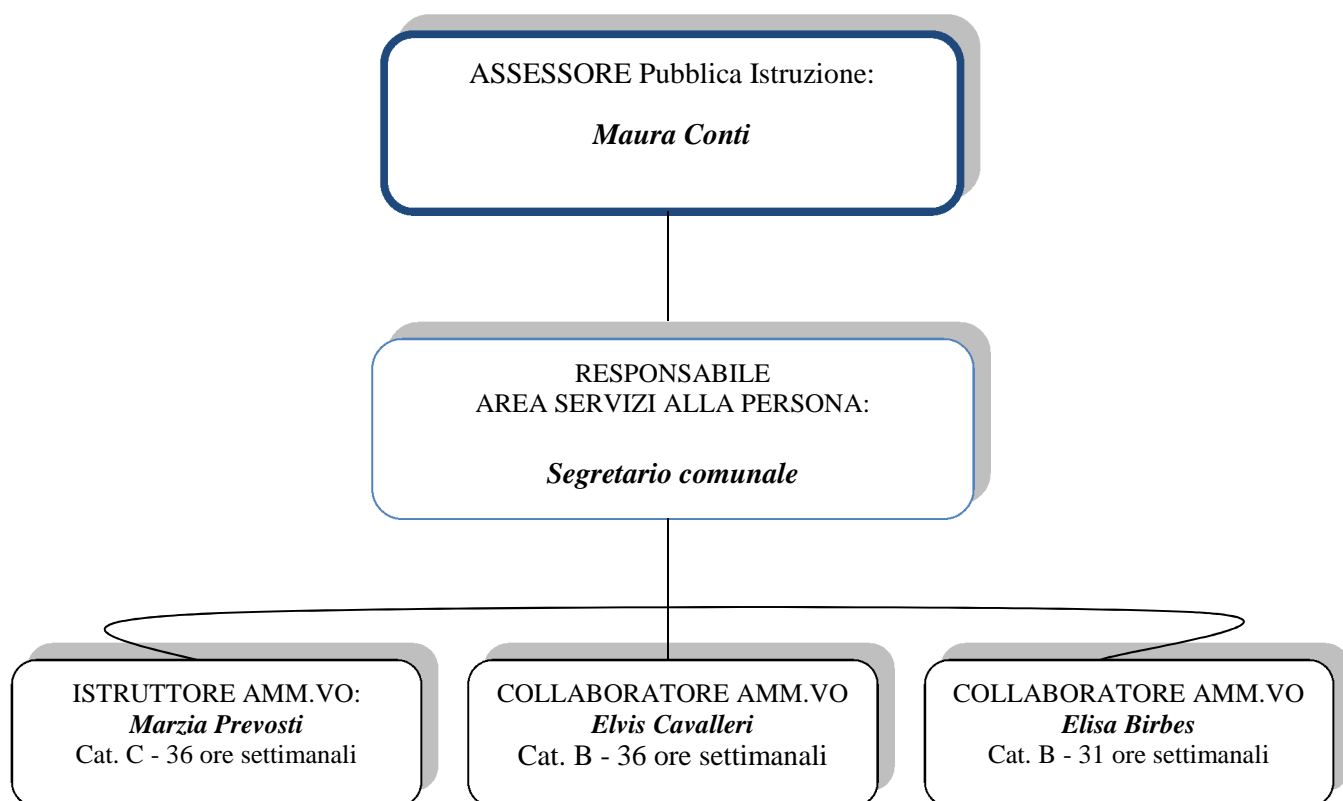 ASSESSORE Pubblica Istruzione:
Maura Conti
RESPONSABILE
AREA SERVIZI ALLA PERSONA:
Segretario comunale
ISTRUTTORE AMM.VO:
Marzia Prevosti
Cat. C - 36 ore settimanali
COLLABORATORE AMM.VO
Elvis Cavalleri
Cat. B - 36 ore settimanali
COLLABORATORE AMM.VO
Elisa Birbes
Cat. B - 31 ore settimanali